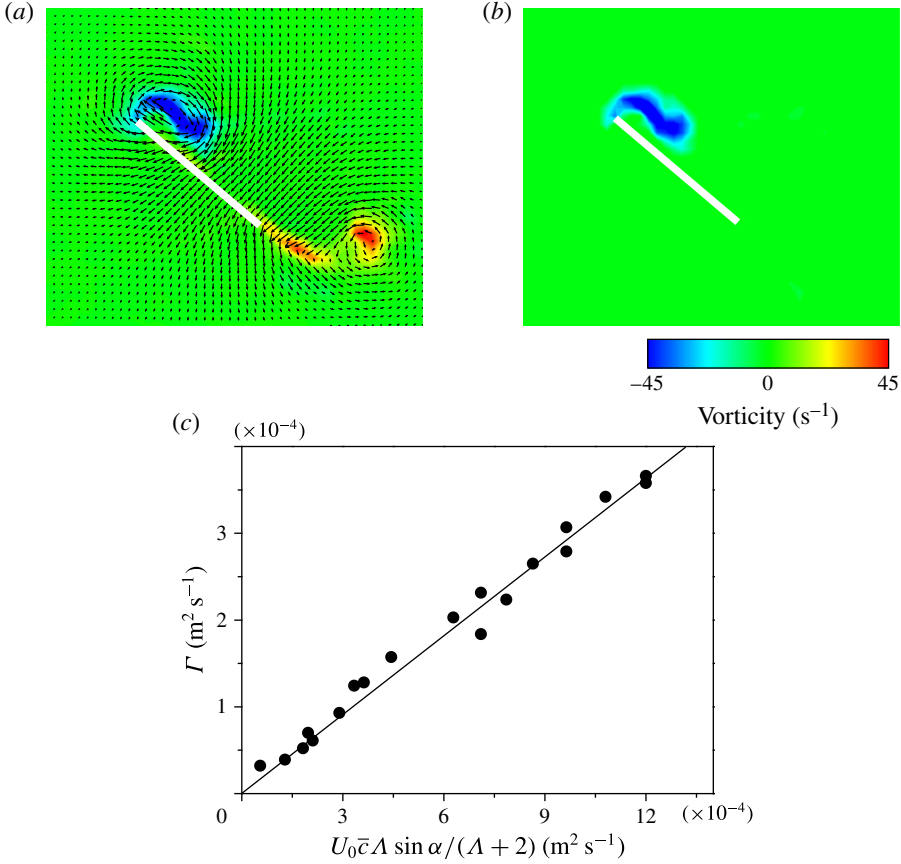 (a)
(b)
−45 0 45
Vorticity (s⁻¹)
(c)
(×10⁻⁴)
3
2
1
Γ (m² s⁻¹)
0 3 6 9 12 (×10⁻⁴)
U₀c̄Λ sin α/(Λ + 2) (m² s⁻¹)